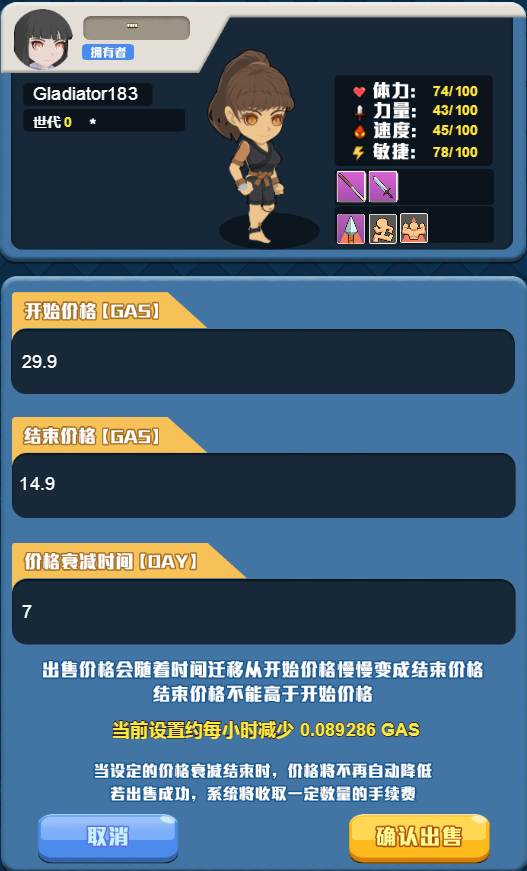 ....
拥有者
Gladiator183
世代0 *
体力: 74/100
力量: 43/100
速度: 45/100
敏捷: 78/100
开始价格【GAS】
29.9
结束价格【GAS】
14.9
价格衰减时间【DAY】
7
出售价格会随着时间迁移从开始价格慢慢变成结束价格
结束价格不能高于开始价格
当前设置约每小时减少 0.089286 GAS
当设定的价格衰减结束时，价格将不再自动降低
若出售成功，系统将收取一定数量的手续费
取消
确认出售